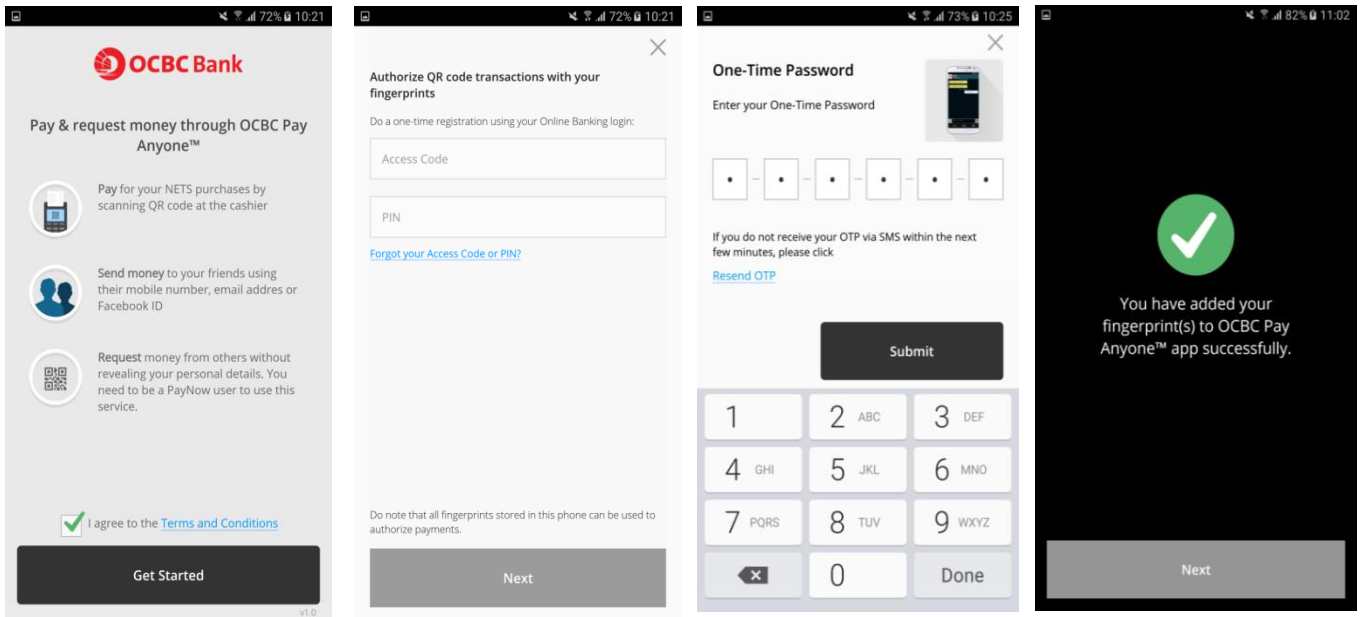 72% 10:21
OCBC Bank
Pay & request money through OCBC Pay
Anyone™
Pay for your NETS purchases by
scanning QR code at the cashier
Send money to your friends using
their mobile number, email addres or
Facebook ID
Request money from others without
revealing your personal details. You
need to be a PayNow user to use this
service.
I agree to the Terms and Conditions
Get Started
v1.0
72% 10:21
Authorize QR code transactions with your
fingerprints
Do a one-time registration using your Online Banking login:
Access Code
PIN
Forgot your Access Code or PIN?
Do note that all fingerprints stored in this phone can be used to
authorize payments.
Next
73% 10:25
One-Time Password
Enter your One-Time Password
If you do not receive your OTP via SMS within the next
few minutes, please click
Resend OTP
Submit
1 2 ABC 3 DEF
4 GHI 5 JKL 6 MNO
7 PQRS 8 TUV 9 WXYZ
0 Done
82% 11:02
You have added your
fingerprint(s) to OCBC Pay
Anyone™ app successfully.
Next